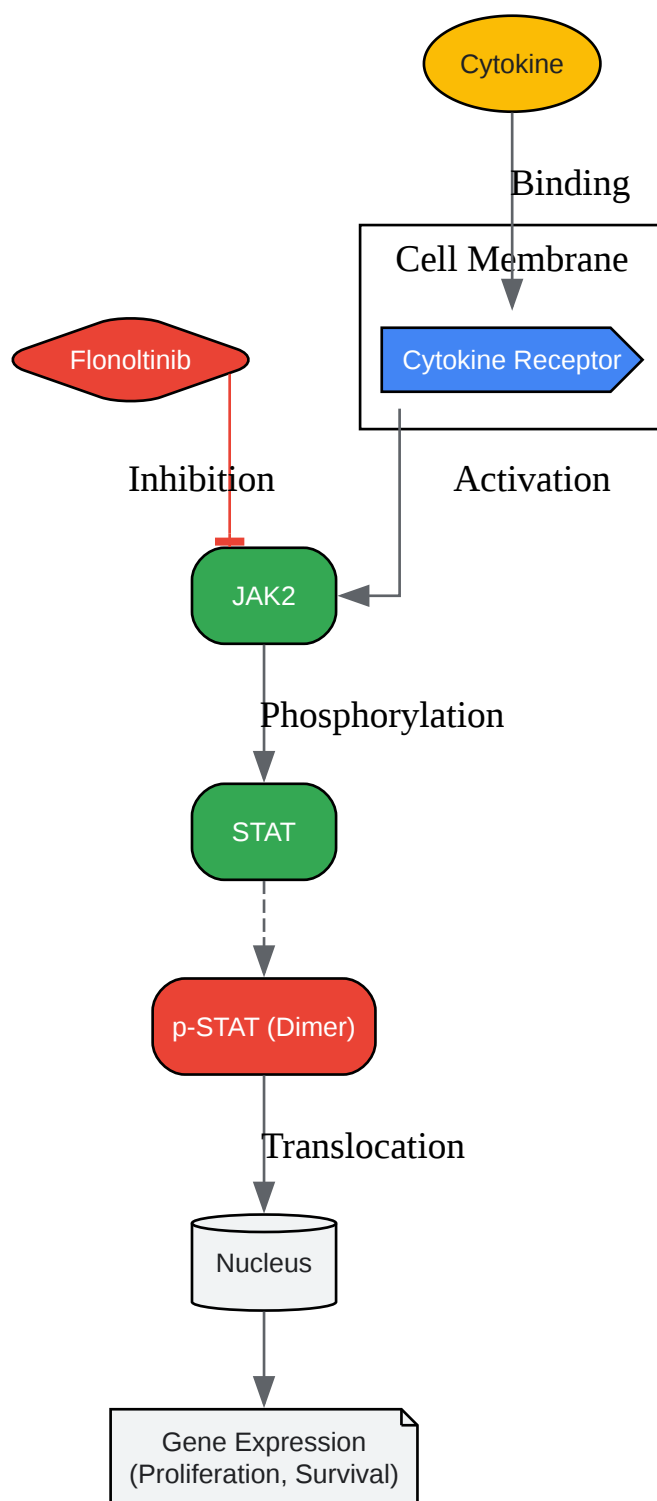 Cytokine
Binding
Cell Membrane
Flonoltinib
Cytokine Receptor
Inhibition
Activation
JAK2
Phosphorylation
STAT
p-STAT (Dimer)
Translocation
Nucleus
Gene Expression
(Proliferation, Survival)